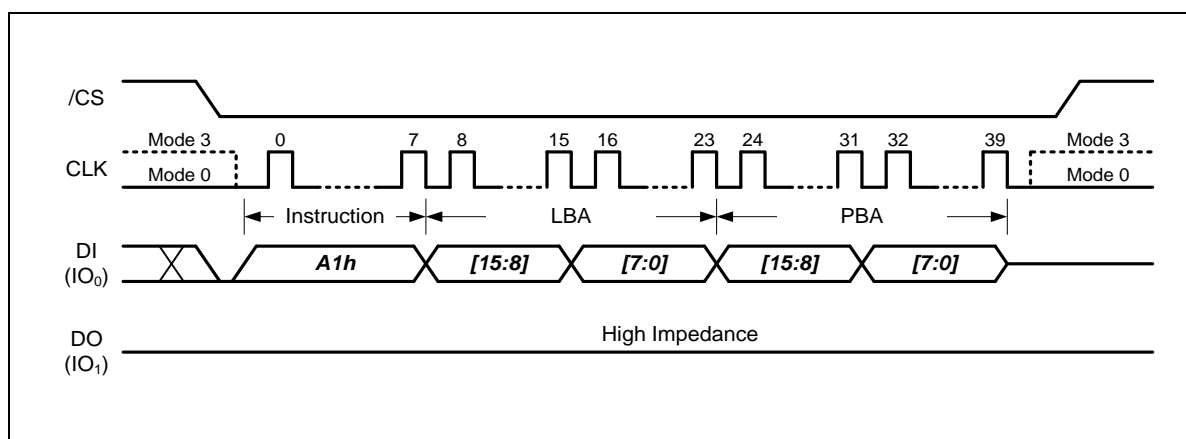 /CS
Mode 3 0 7 8 15 16 23 24 31 32 39 Mode 3
CLK
Mode 0 Mode 0
Instruction LBA PBA
DI
(IO₀)
A1h [15:8] [7:0] [15:8] [7:0]
DO
(IO₁)
High Impedance